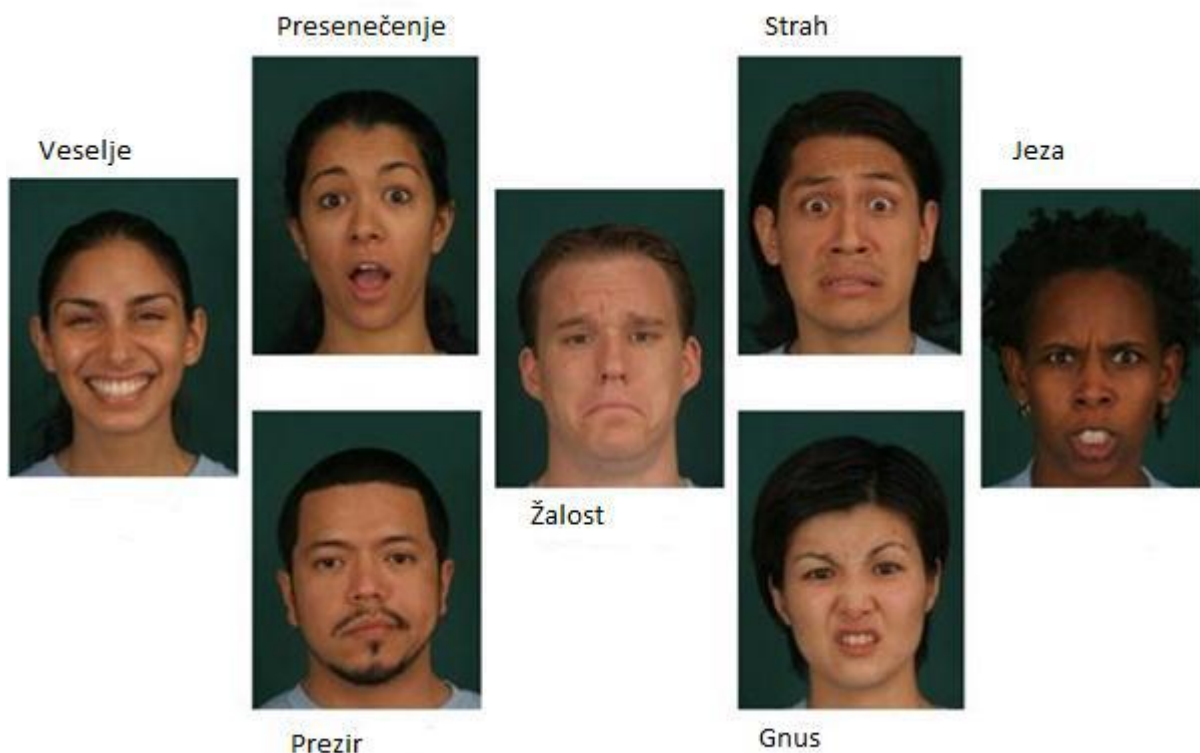 Presenečenje
Strah
Veselje
Jeza
Žalost
Prezir
Gnus